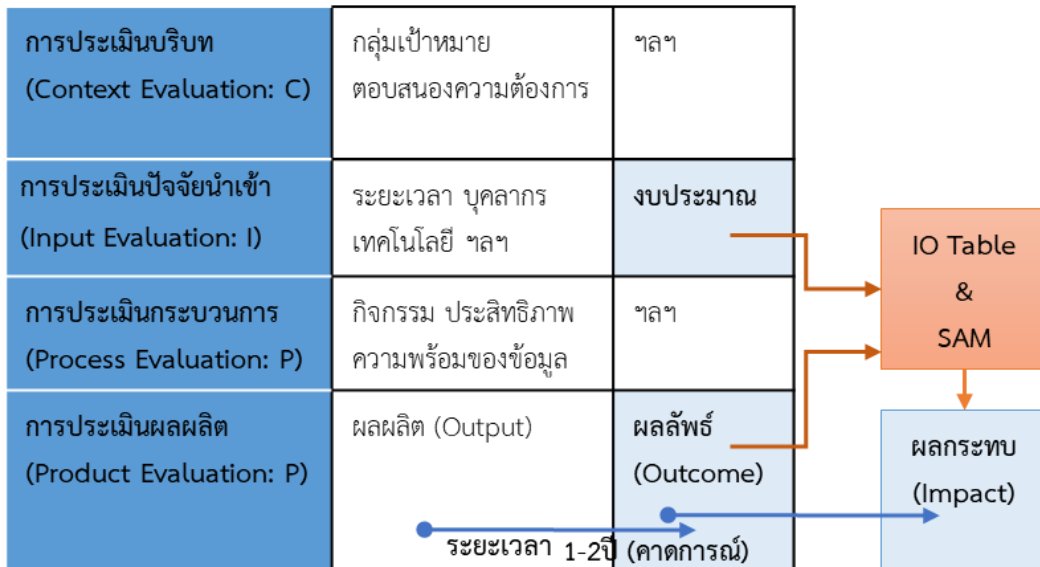 การประเมินบริบท
(Context Evaluation: C)
กลุ่มเป้าหมาย
ตอบสนองความต้องการ
ฯลฯ
การประเมินปัจจัยนำเข้า
(Input Evaluation: I)
ระยะเวลา บุคลากร
เทคโนโลยี ฯลฯ
งบประมาณ
การประเมินกระบวนการ
(Process Evaluation: P)
กิจกรรม ประสิทธิภาพ
ความพร้อมของข้อมูล
ฯลฯ
การประเมินผลผลิต
(Product Evaluation: P)
ผลผลิต (Output)
ผลลัพธ์
(Outcome)
ระยะเวลา 1-2ปี (คาดการณ์)
IO Table
&
SAM
ผลกระทบ
(Impact)